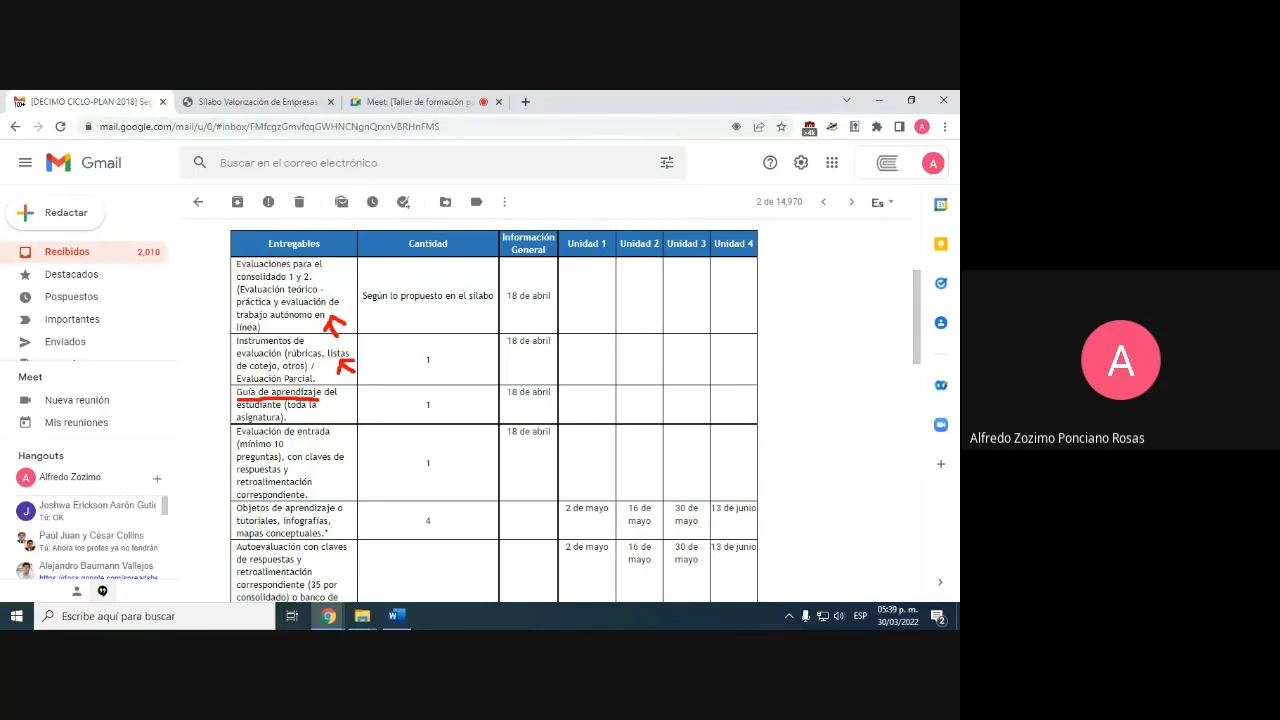 [DECIMO CICLO-PLAN 2018] Seg
Sílabo Valorización de Empresas
Meet: [Taller de formación p
mail.google.com/mail/u/0/#inbox/FMfcgzGmvfcqGWHNCNgnQrxnVBRHnFMS
A
Gmail
Buscar en el correo electrónico
A
Redactar
2 de 14,970
Es
Recibidos 2,010
Destacados
Pospuestos
Importantes
Enviados
Meet
Nueva reunión
Mis reuniones
Hangouts
A Alfredo Zozimo
J Joshwa Erickson Aarón Gutie
Tú: OK
Paúl Juan y César Collins
Tú: Ahora los profes ya no tendrán
Alejandro Baumann Vallejos
https://docs.google.com/spreadsh
Entregables Cantidad Información General Unidad 1 Unidad 2 Unidad 3 Unidad 4
Evaluaciones para el
consolidado 1 y 2.
(Evaluación teórico -
práctica y evaluación de
trabajo autónomo en
línea)
Según lo propuesto en el sílabo
18 de abril
Instrumentos de
evaluación (rúbricas, listas
de cotejo, otros) /
Evaluación Parcial.
1
18 de abril
Guía de aprendizaje del
estudiante (toda la
asignatura).
1
18 de abril
Evaluación de entrada
(mínimo 10
preguntas), con claves de
respuestas y
retroalimentación
correspondiente.
1
18 de abril
Objetos de aprendizaje o
tutoriales, infografías,
mapas conceptuales.*
4
2 de mayo
16 de mayo
30 de mayo
13 de junio
Autoevaluación con claves
de respuestas y
retroalimentación
correspondiente (35 por
consolidado) o banco de
2 de mayo
16 de mayo
30 de mayo
13 de junio
Escribe aquí para buscar
ESP
05:39 p. m.
30/03/2022
2
A
Alfredo Zozimo Ponciano Rosas